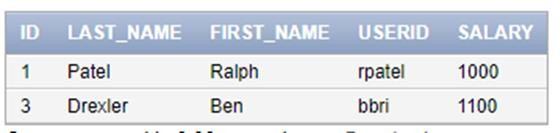 ID LAST_NAME FIRST_NAME USERID SALARY
1 Patel Ralph rpatel 1000
3 Drexler Ben bbri 1100